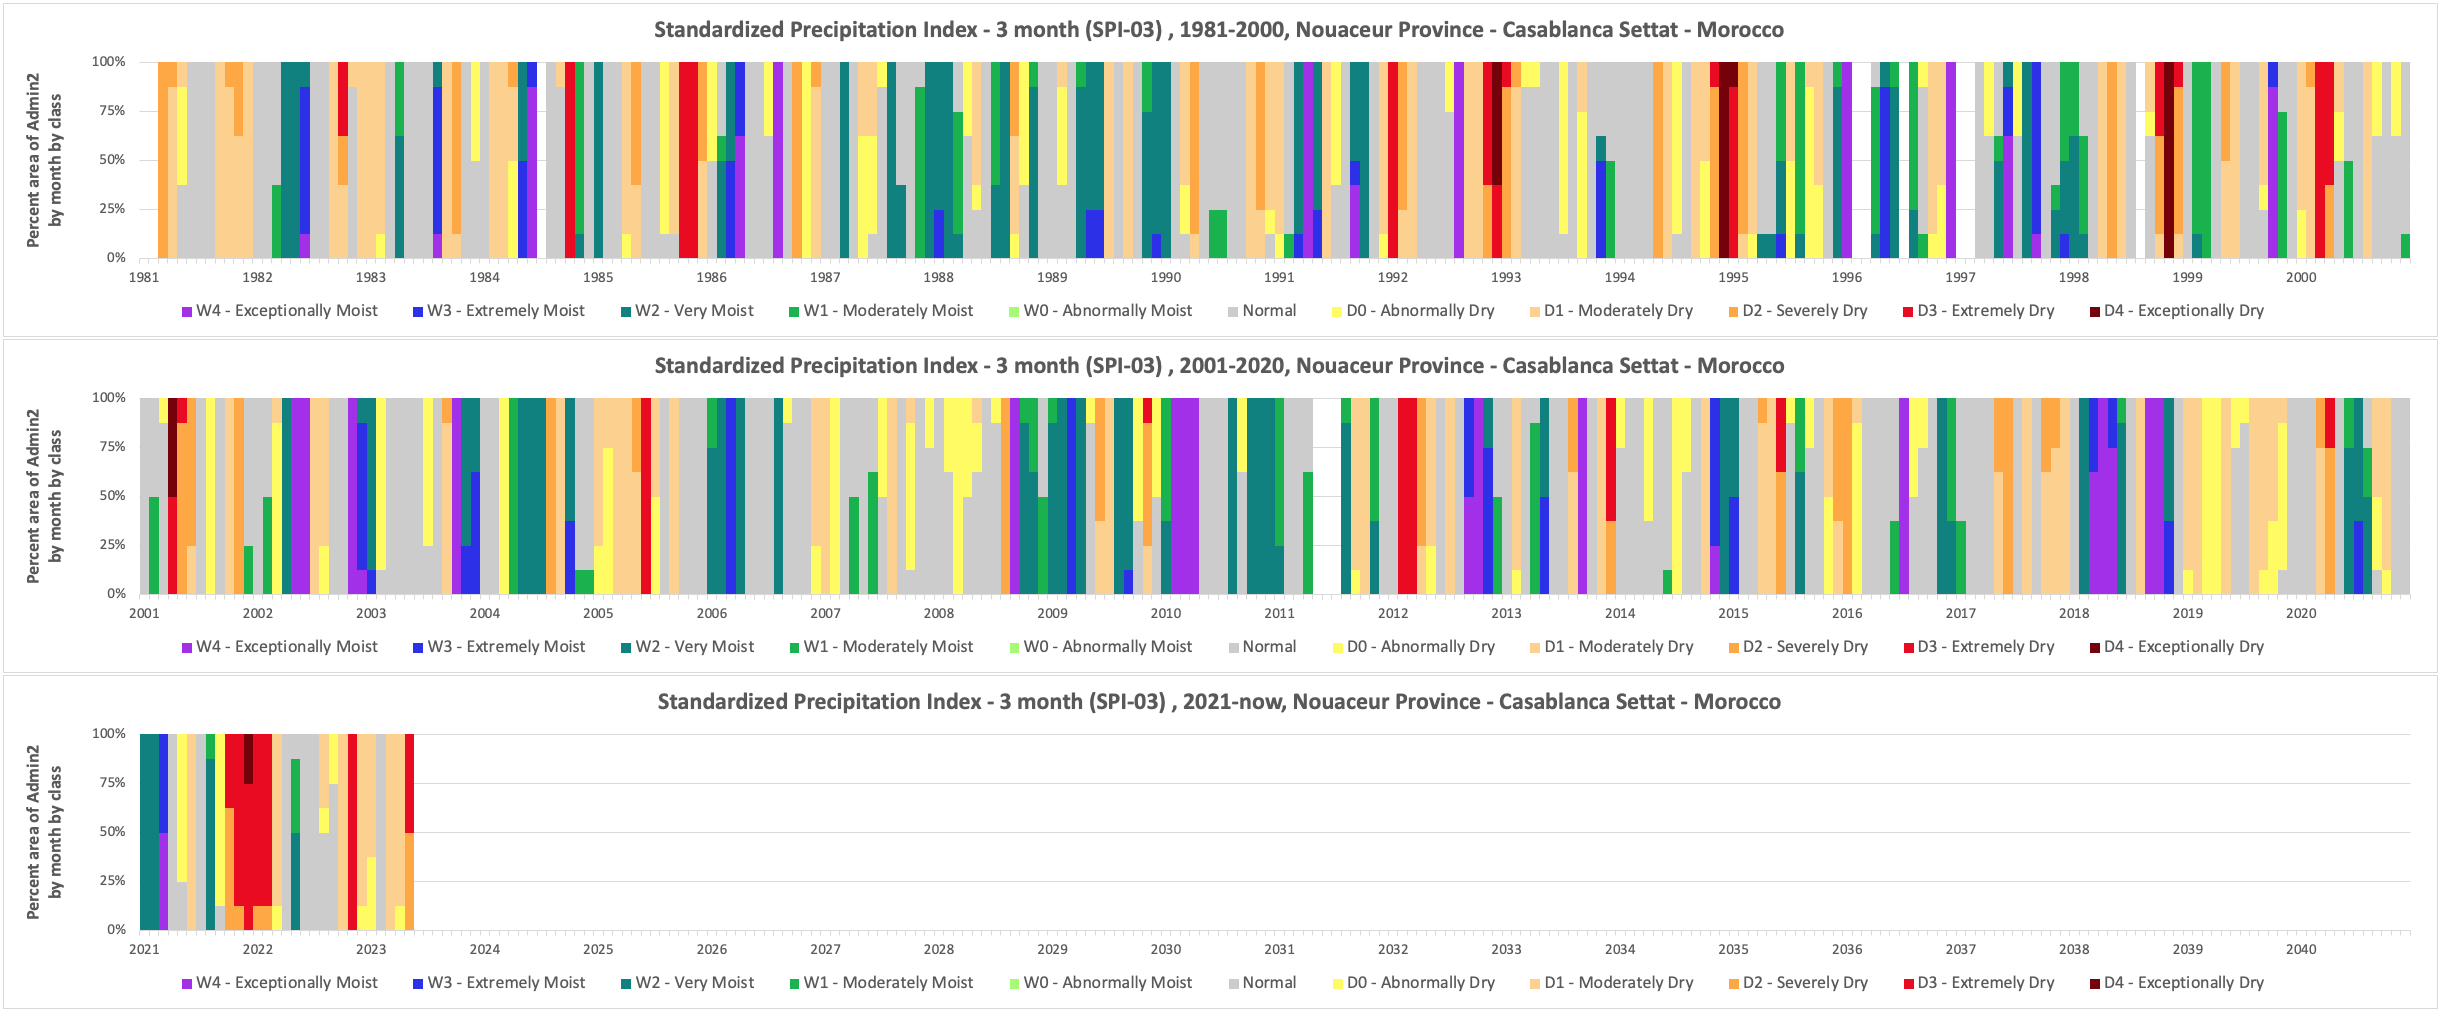 Standardized Precipitation Index - 3 month (SPI-03) , 1981-2000, Nouaceur Province - Casablanca Settat - Morocco
Percent area of Admin2
by month by class
100%
75%
50%
25%
0%
1981 1982 1983 1984 1985 1986 1987 1988 1989 1990 1991 1992 1993 1994 1995 1996 1997 1998 1999 2000
W4 - Exceptionally Moist W3 - Extremely Moist W2 - Very Moist W1 - Moderately Moist W0 - Abnormally Moist Normal D0 - Abnormally Dry D1 - Moderately Dry D2 - Severely Dry D3 - Extremely Dry D4 - Exceptionally Dry
Standardized Precipitation Index - 3 month (SPI-03) , 2001-2020, Nouaceur Province - Casablanca Settat - Morocco
Percent area of Admin2
by month by class
100%
75%
50%
25%
0%
2001 2002 2003 2004 2005 2006 2007 2008 2009 2010 2011 2012 2013 2014 2015 2016 2017 2018 2019 2020
W4 - Exceptionally Moist W3 - Extremely Moist W2 - Very Moist W1 - Moderately Moist W0 - Abnormally Moist Normal D0 - Abnormally Dry D1 - Moderately Dry D2 - Severely Dry D3 - Extremely Dry D4 - Exceptionally Dry
Standardized Precipitation Index - 3 month (SPI-03) , 2021-now, Nouaceur Province - Casablanca Settat - Morocco
Percent area of Admin2
by month by class
100%
75%
50%
25%
0%
2021 2022 2023 2024 2025 2026 2027 2028 2029 2030 2031 2032 2033 2034 2035 2036 2037 2038 2039 2040
W4 - Exceptionally Moist W3 - Extremely Moist W2 - Very Moist W1 - Moderately Moist W0 - Abnormally Moist Normal D0 - Abnormally Dry D1 - Moderately Dry D2 - Severely Dry D3 - Extremely Dry D4 - Exceptionally Dry